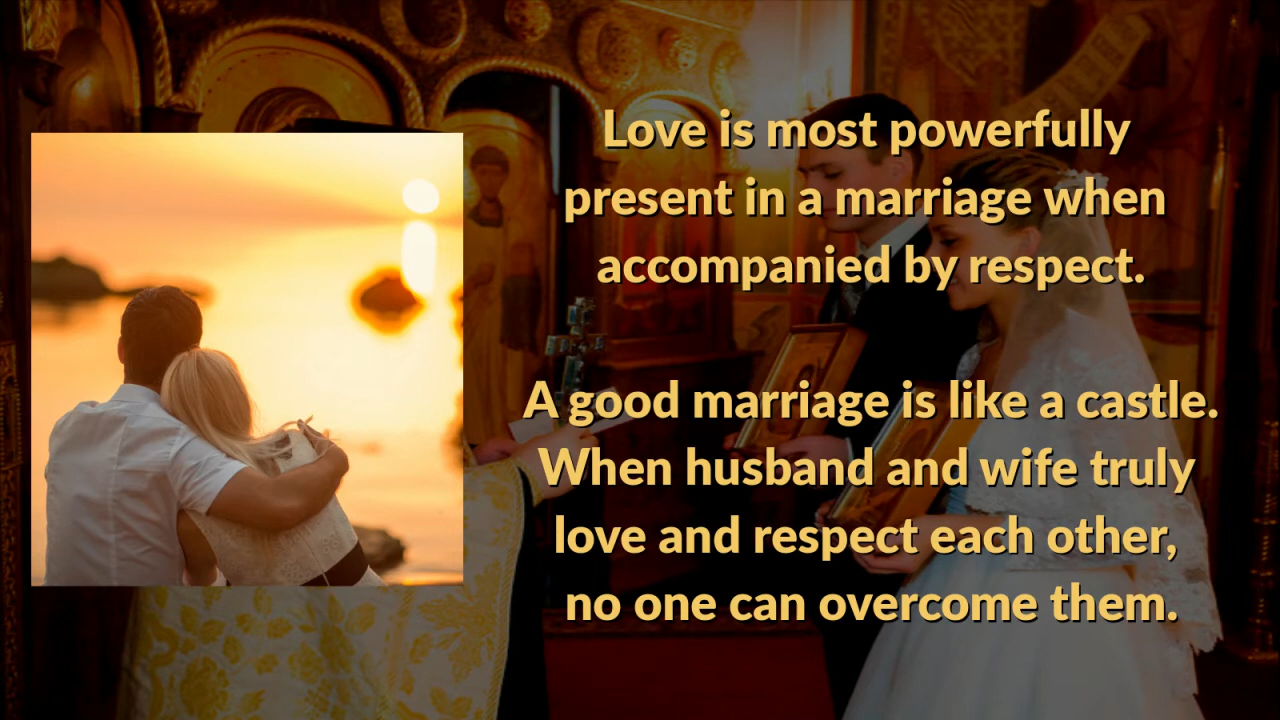 Love is most powerfully
present in a marriage when
accompanied by respect.
A good marriage is like a castle.
When husband and wife truly
love and respect each other,
no one can overcome them.